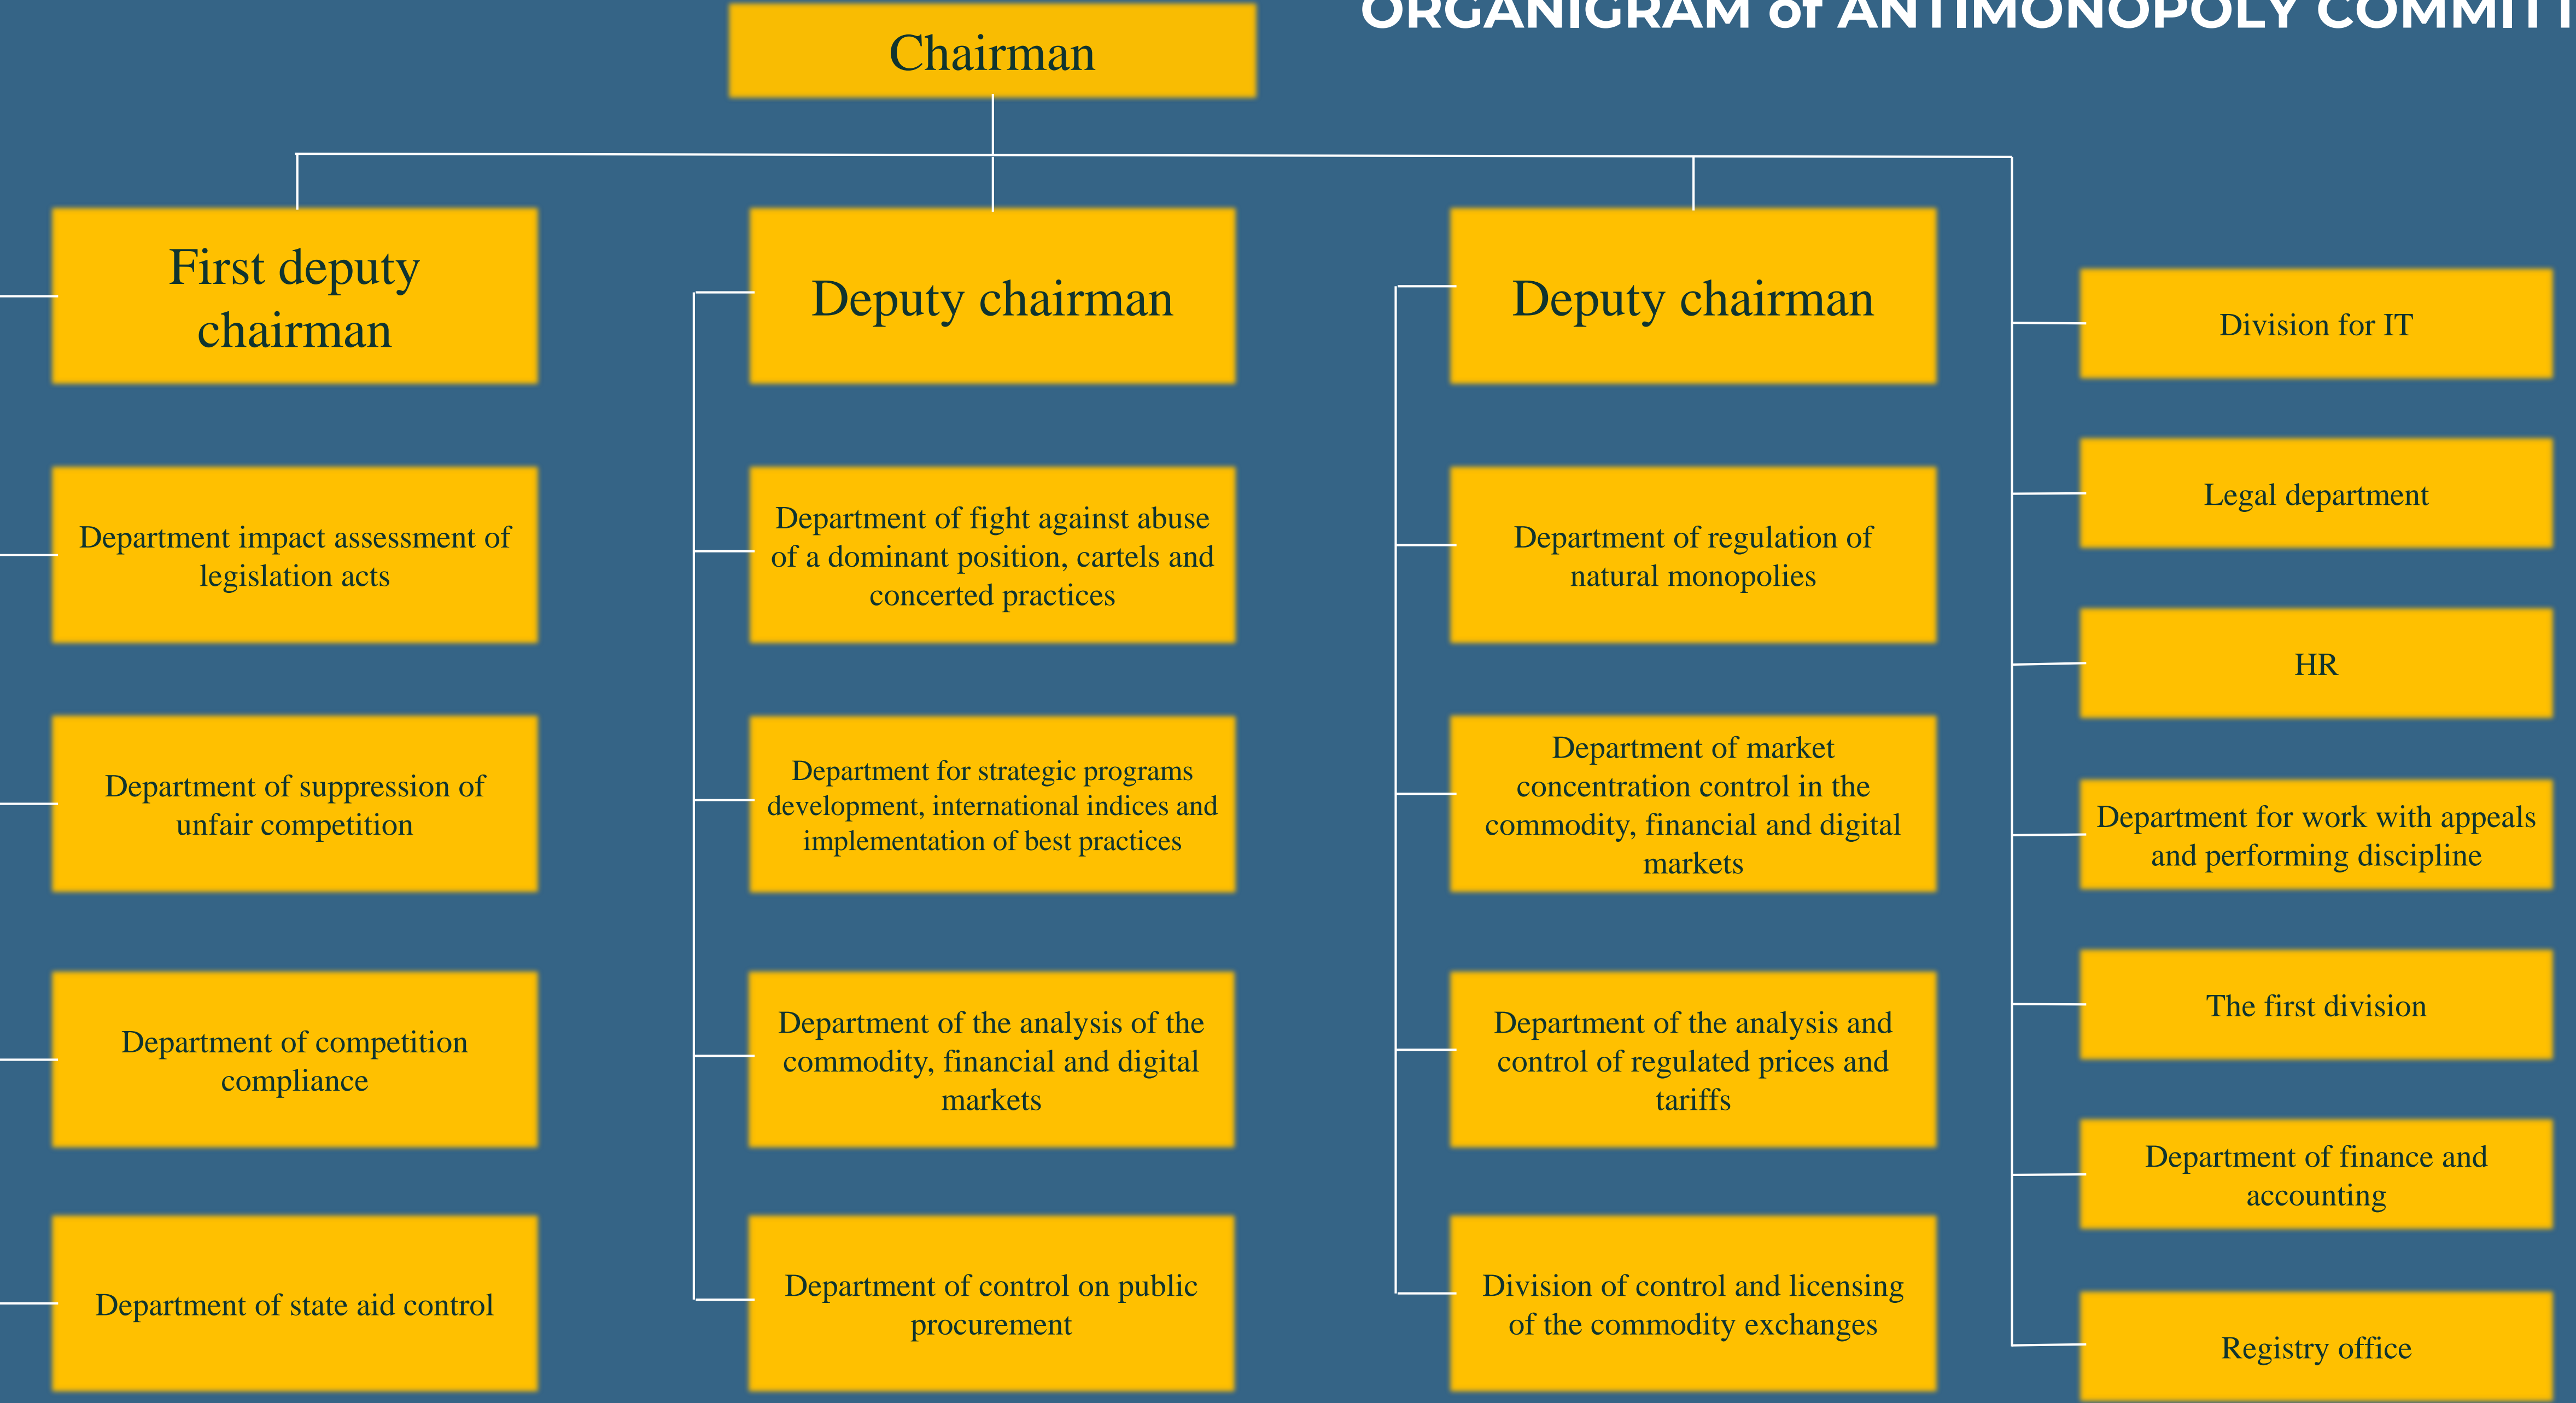 ORGANIGRAM of ANTIMONOPOLY
Chairman
First deputy
chairman
Department impact assessment of
legislation acts
Department of suppression of
unfair competition
Department of competition
compliance
Department of state aid control
Deputy chairman
Department of fight against abuse
of a dominant position, cartels and
concerted practices
Department for strategic programs
development, international indices and
implementation of best practices
Department of the analysis of the
commodity, financial and digital
markets
Department of control on public
procurement
Deputy chairman
Department of regulation of
natural monopolies
Department of market
concentration control in the
commodity, financial and digital
markets
Department of the analysis and
control of regulated prices and
tariffs
Division of control and licensing
of the commodity exchanges
Division for IT
Legal department
HR
Department for work with appeals
and performing discipline
The first division
Department of finance and
accounting
Registry office